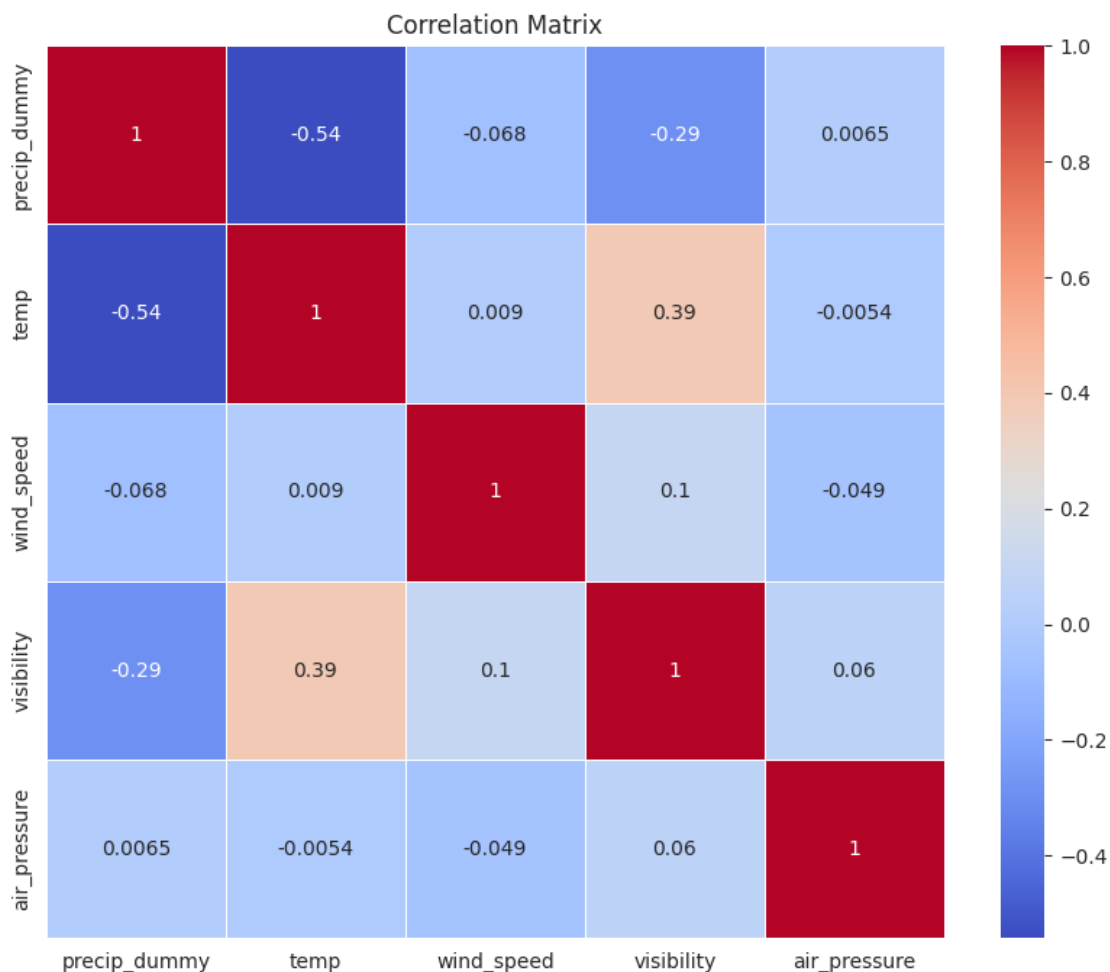 Correlation Matrix
precip_dummy
1 -0.54 -0.068 -0.29 0.0065
temp
-0.54 1 0.009 0.39 -0.0054
wind_speed
-0.068 0.009 1 0.1 -0.049
visibility
-0.29 0.39 0.1 1 0.06
air_pressure
0.0065 -0.0054 -0.049 0.06 1
precip_dummy temp wind_speed visibility air_pressure
1.0
0.8
0.6
0.4
0.2
0.0
−0.2
−0.4